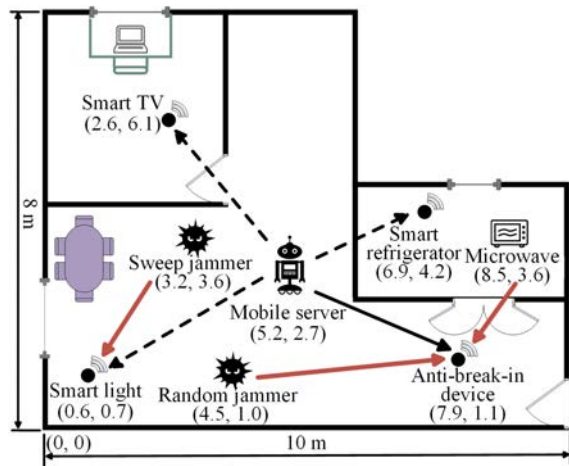 Smart TV
(2.6, 6.1)
8 m
Sweep jammer
(3.2, 3.6)
Smart
refrigerator
(6.9, 4.2)
Microwave
(8.5, 3.6)
Mobile server
(5.2, 2.7)
Smart light
(0.6, 0.7)
Random jammer
(4.5, 1.0)
Anti-break-in
device
(7.9, 1.1)
(0, 0)
10 m